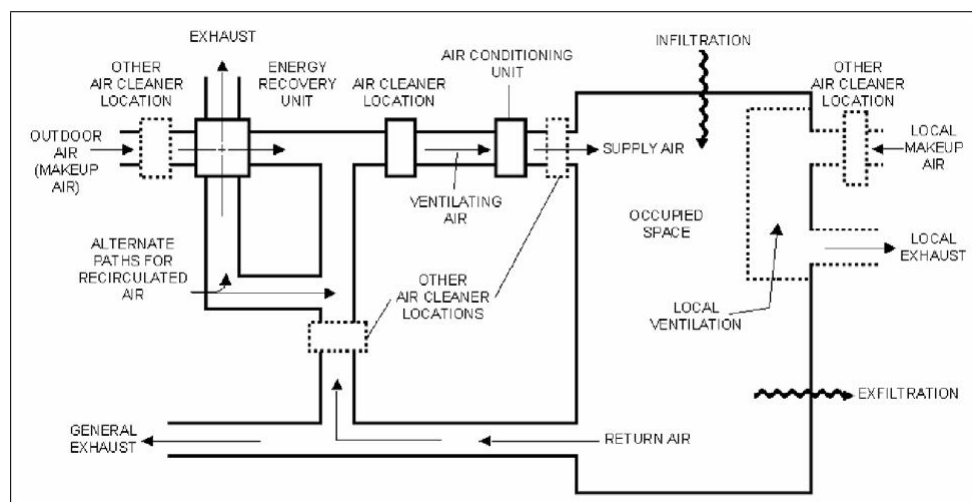 EXHAUST
INFILTRATION
AIR CONDITIONING
UNIT
OTHER
AIR CLEANER
LOCATION
ENERGY
RECOVERY
UNIT
AIR CLEANER
LOCATION
OTHER
AIR CLEANER
LOCATION
OUTDOOR
AIR
(MAKEUP
AIR)
SUPPLY AIR
LOCAL
MAKEUP
AIR
VENTILATING
AIR
OCCUPIED
SPACE
ALTERNATE
PATHS FOR
RECIRCULATED
AIR
LOCAL
EXHAUST
OTHER
AIR CLEANER
LOCATIONS
LOCAL
VENTILATION
EXFILTRATION
GENERAL
EXHAUST
RETURN AIR